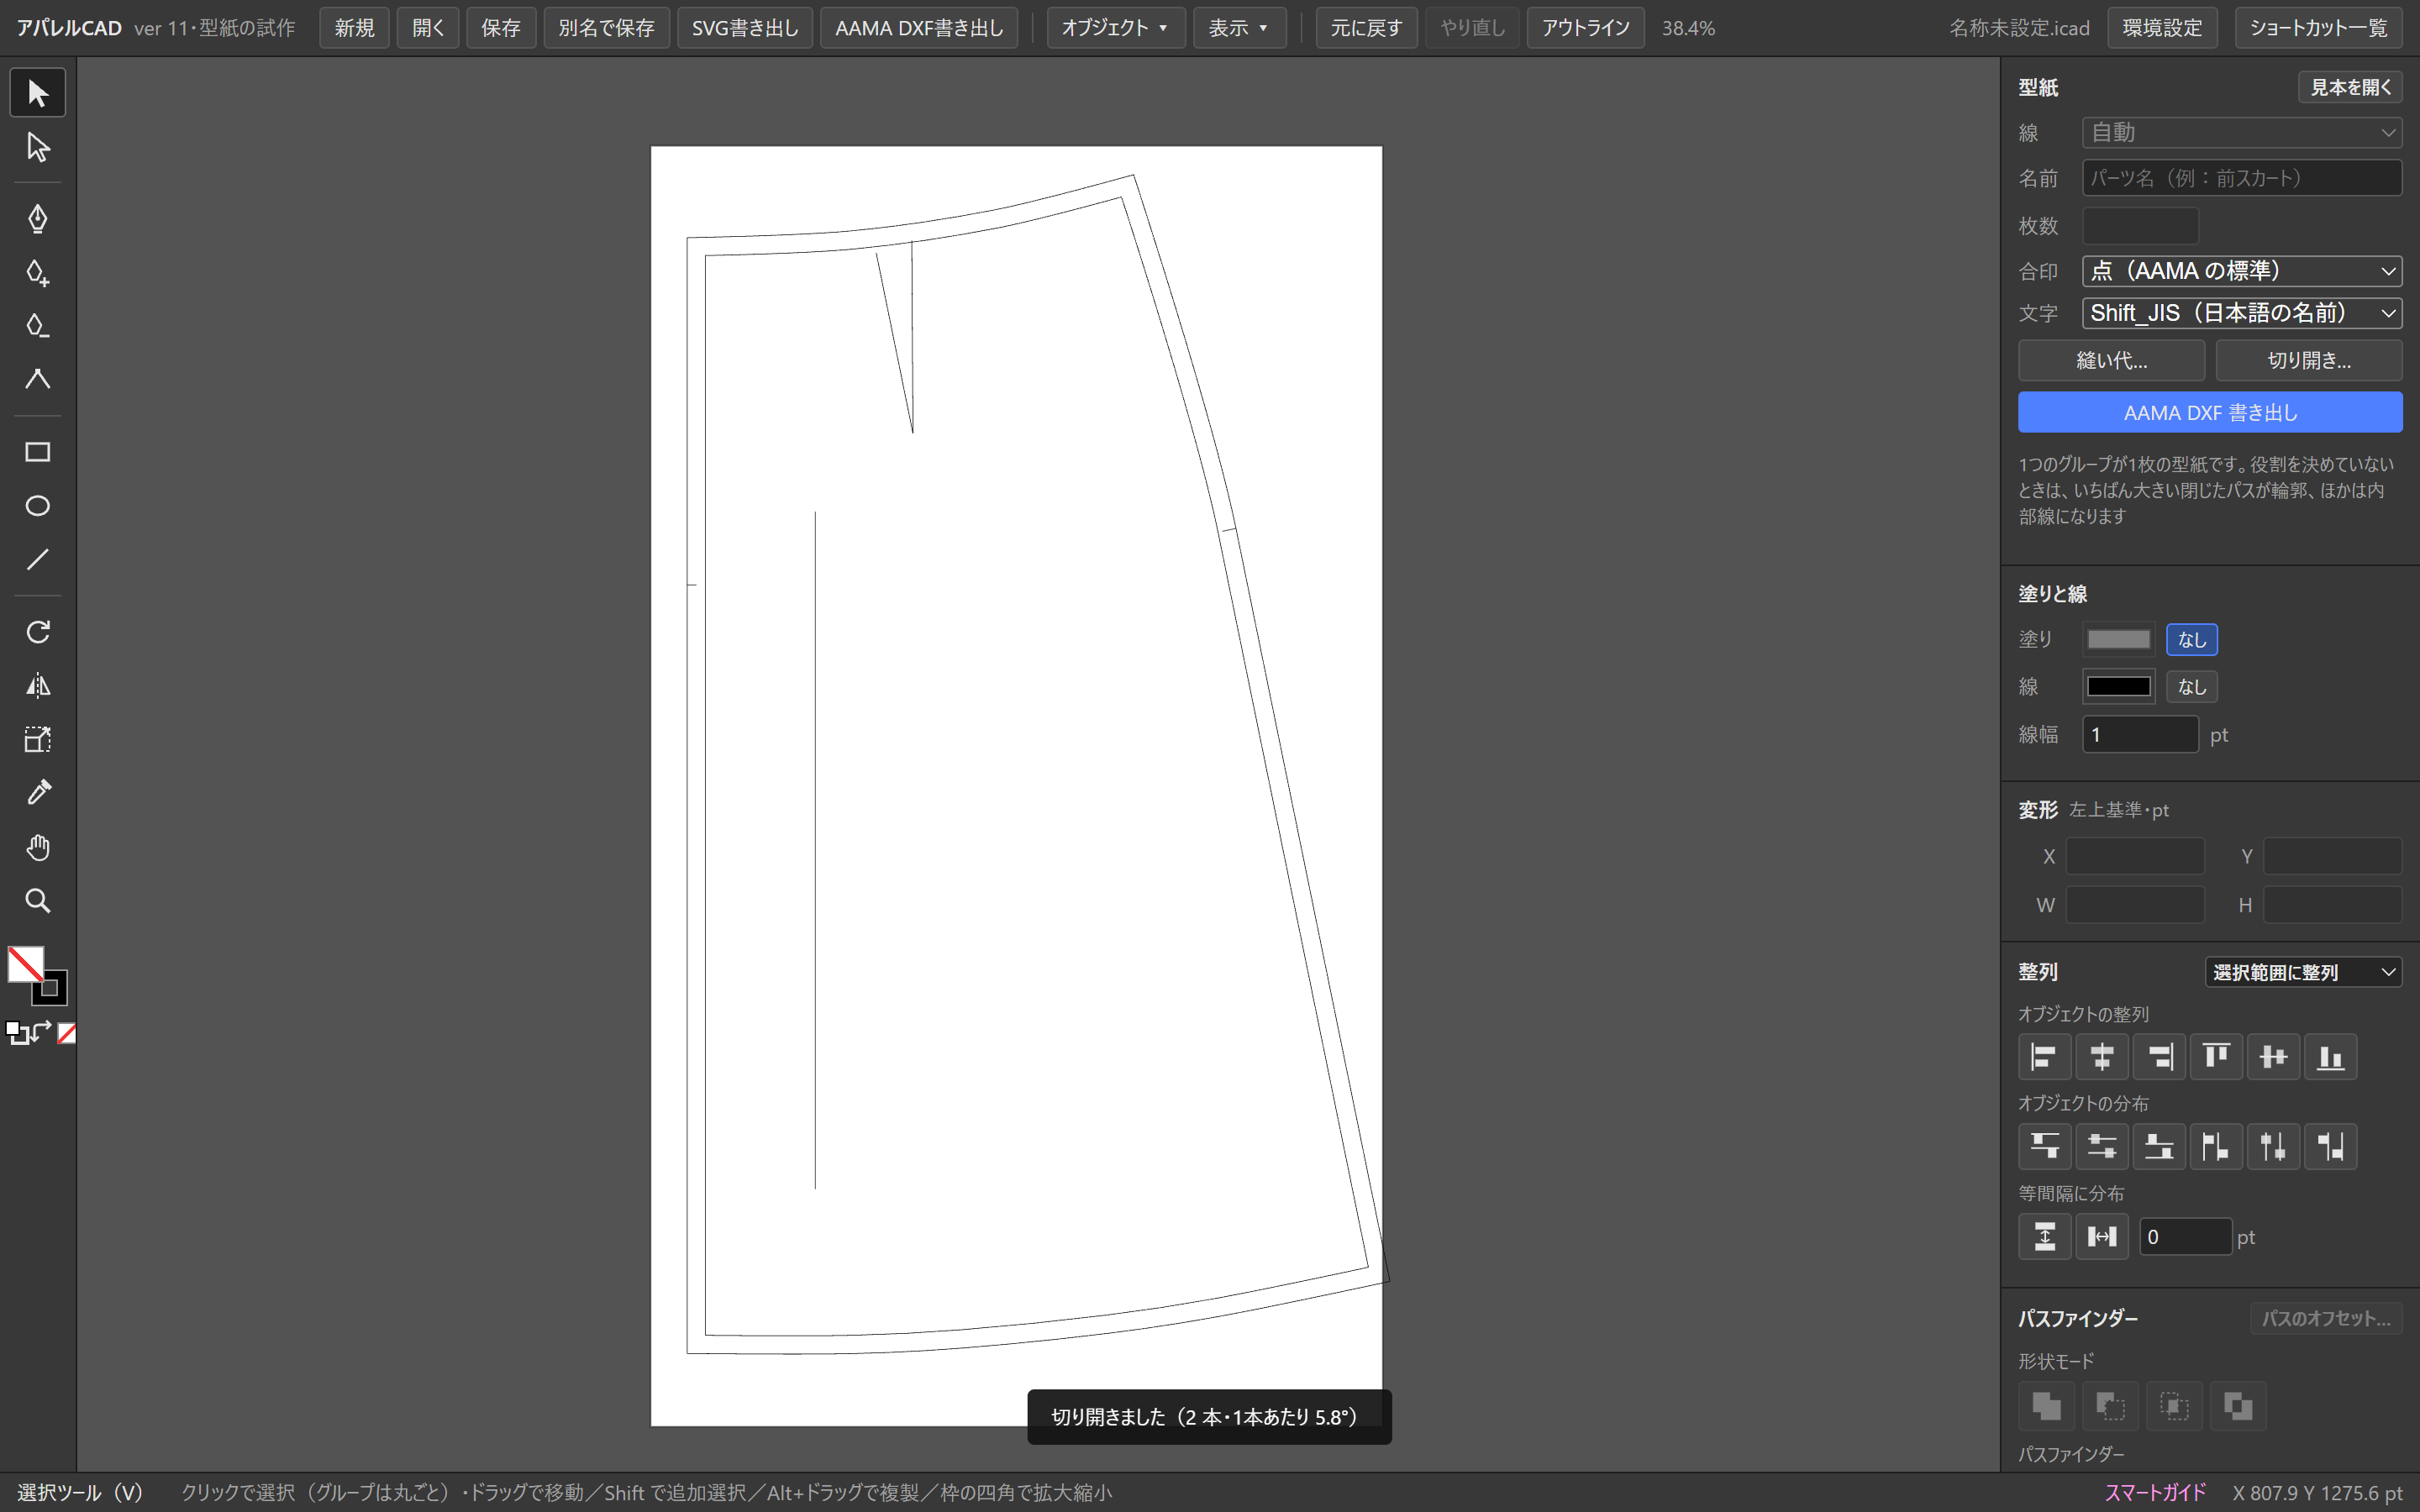 アパレルCAD ver 11・型紙の試作 新規 開く 保存 別名で保存 SVG書き出し AAMA DXF書き出し オブジェクト ▼ 表示 ▼ 元に戻す やり直し アウトライン 38.4% 名称未設定.icad 環境設定 ショートカット一覧
型紙 見本を開く
線 自動
名前 パーツ名（例：前スカート）
枚数
合印 点（AAMA の標準）
文字 Shift_JIS（日本語の名前）
縫い代... 切り開き...
AAMA DXF 書き出し
1つのグループが1枚の型紙です。役割を決めていない
ときは、いちばん大きい閉じたパスが輪郭、ほかは内
部線になります
塗りと線
塗り なし
線 なし
線幅 1 pt
変形 左上基準・pt
X Y
W H
整列 選択範囲に整列
オブジェクトの整列
オブジェクトの分布
等間隔に分布
0 pt
パスファインダー パスのオフセット...
形状モード
パスファインダー
切り開きました（2 本・1本あたり 5.8°）
選択ツール（V） クリックで選択（グループは丸ごと）・ドラッグで移動／Shift で追加選択／Alt+ドラッグで複製／枠の四角で拡大縮小 スマートガイド X 807.9 Y 1275.6 pt